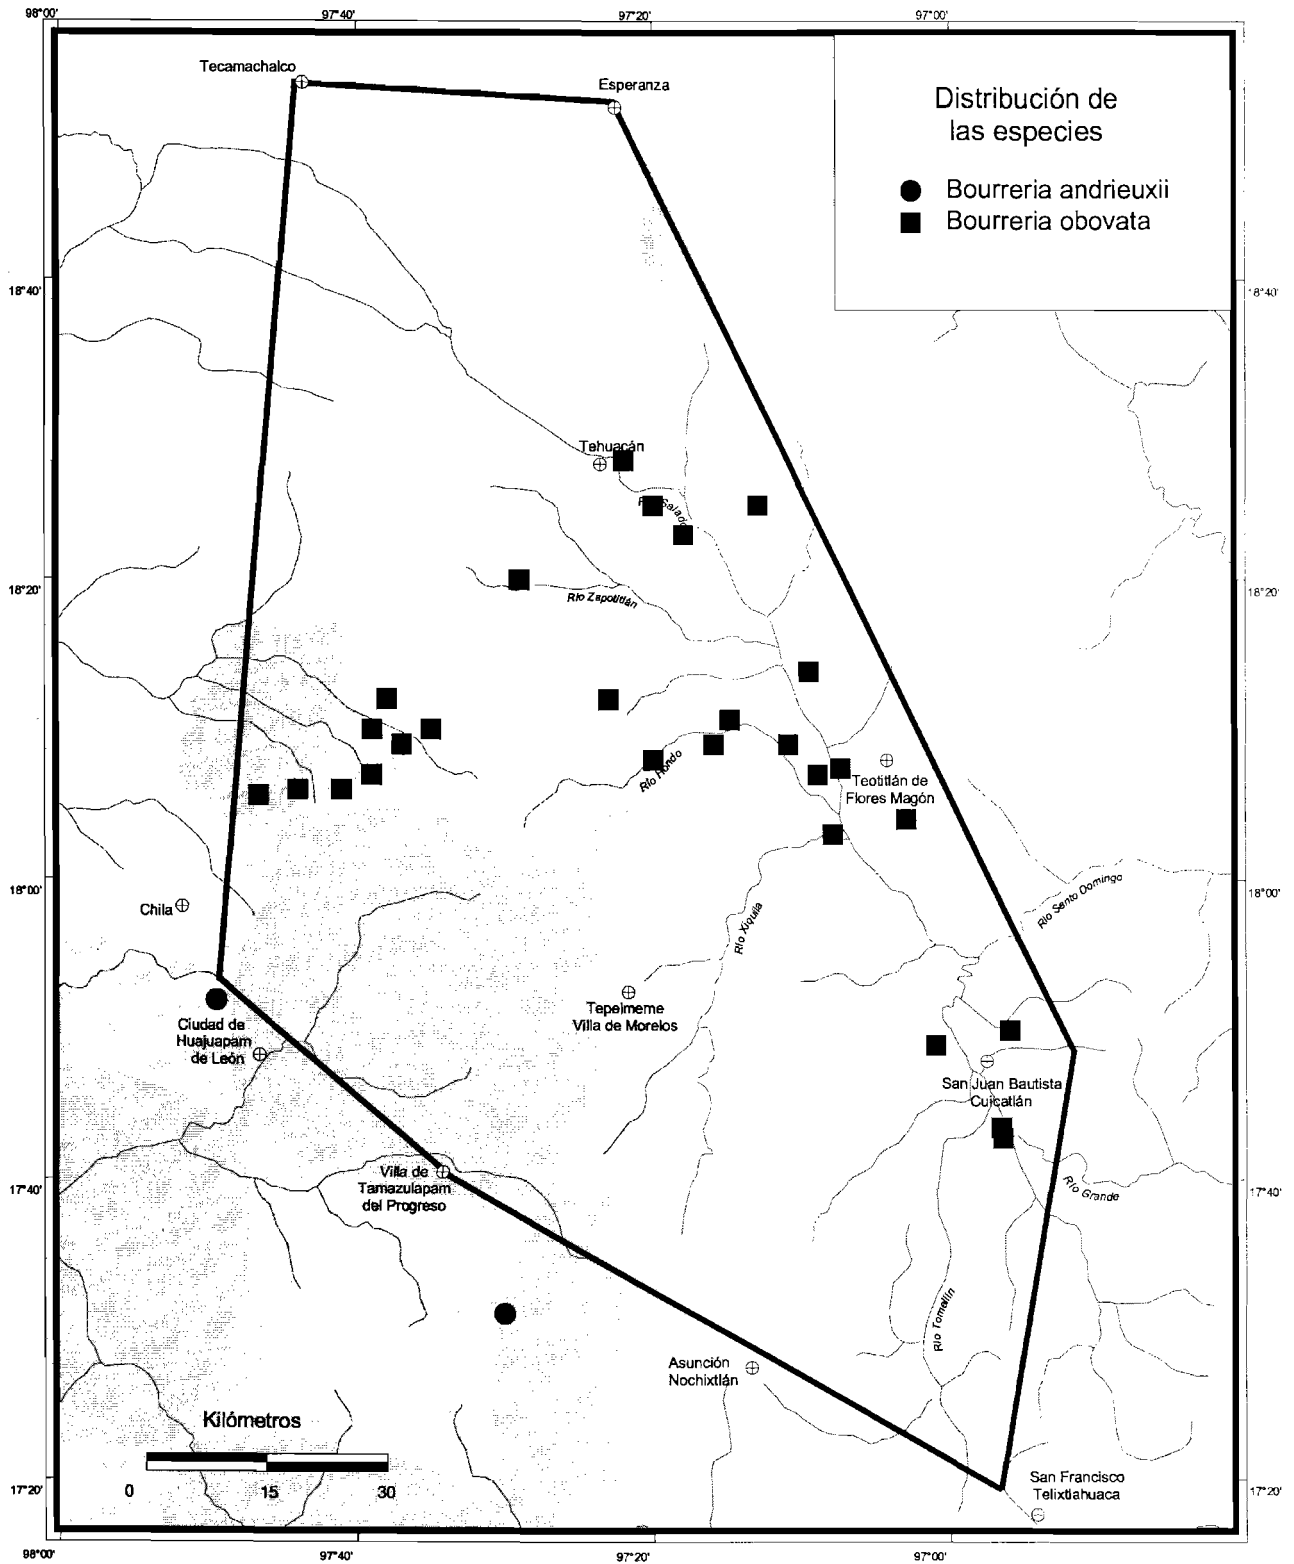 98°00'
97°40'
97°20'
97°00'
Tecamachalco
Esperanza
Distribución de
las especies
Bourreria andrieuxii
Bourreria obovata
18°40'
18°40'
Tehuacán
Río Salado
18°20'
18°20'
Río Zapotitlán
Río Hondo
Teotitlán de
Flores Magón
18°00'
18°00'
Chila
Río Santo Domingo
Río Xiquila
Tepelmeme
Villa de Morelos
Ciudad de
Huajuapam
de León
San Juan Bautista
Cuicatlán
17°40'
17°40'
Villa de
Tamazulapam
del Progreso
Río Grande
Río Tomellín
Asunción
Nochixtlán
Kilómetros
0 15 30
San Francisco
Telixtlahuaca
17°20'
17°20'
98°00'
97°40'
97°20'
97°00'